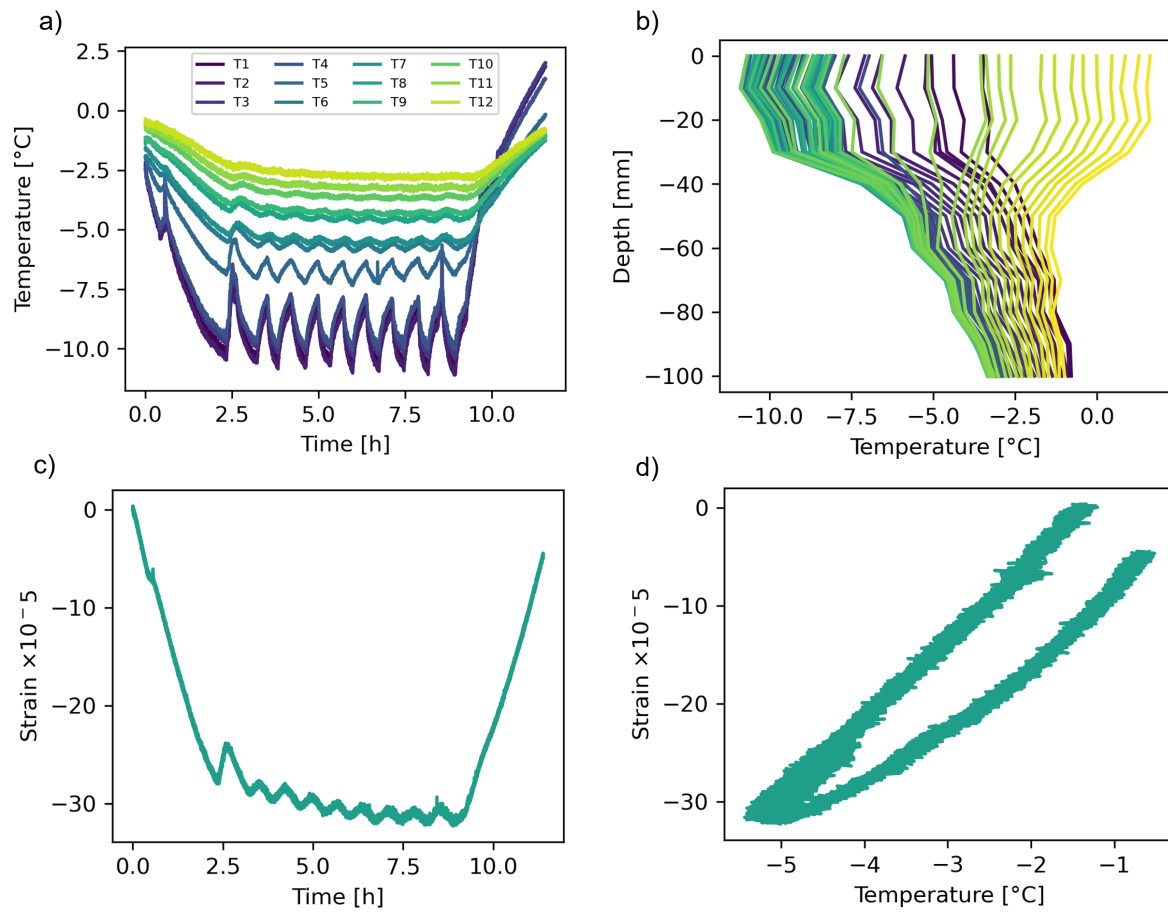 a)
2.5
0.0
−2.5
−5.0
−7.5
−10.0
Temperature [°C]
T1 T4 T7 T10
T2 T5 T8 T11
T3 T6 T9 T12
0.0 2.5 5.0 7.5 10.0
Time [h]
b)
0
−20
−40
−60
−80
−100
Depth [mm]
−10.0 −7.5 −5.0 −2.5 0.0
Temperature [°C]
c)
0
−10
−20
−30
Strain ×10⁻ 5
0.0 2.5 5.0 7.5 10.0
Time [h]
d)
0
−10
−20
−30
Strain ×10⁻ 5
−5 −4 −3 −2 −1
Temperature [°C]